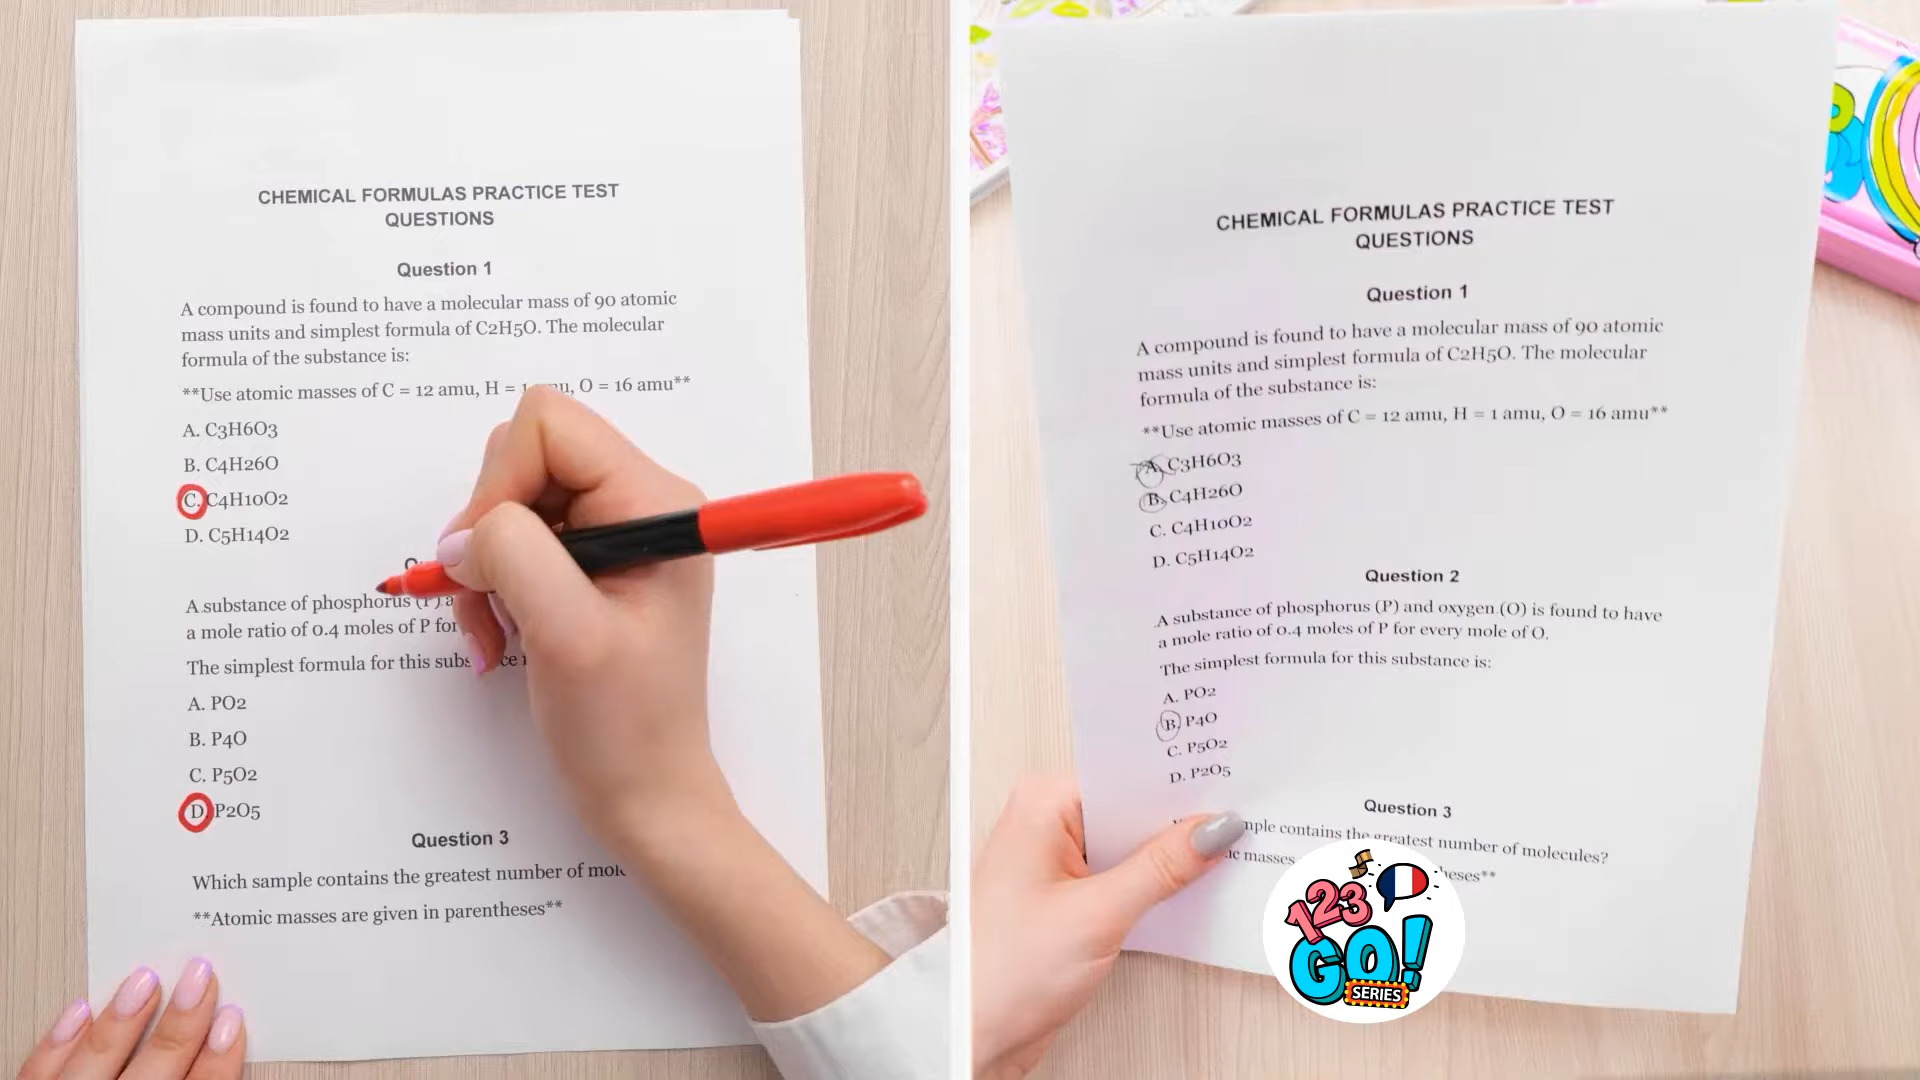 CHEMICAL FORMULAS PRACTICE TEST
QUESTIONS
Question 1
A compound is found to have a molecular mass of 90 atomic
mass units and simplest formula of C2H5O. The molecular
formula of the substance is:
**Use atomic masses of C = 12 amu, H = 1 , O = 16 amu**
A. C3H6O3
B. C4H26O
C. C4H10O2
D. C5H14O2
A substance of phosphorus (P)
a mole ratio of 0.4 moles of P for
The simplest formula for this
A. PO2
B. P4O
C. P5O2
D. P2O5
Question 3
Which sample contains the greatest number of
**Atomic masses are given in parentheses**
CHEMICAL FORMULAS PRACTICE TEST
QUESTIONS
Question 1
A compound is found to have a molecular mass of 90 atomic
mass units and simplest formula of C2H5O. The molecular
formula of the substance is:
**Use atomic masses of C = 12 amu, H = 1 amu, O = 16 amu**
A. C3H6O3
B. C4H26O
C. C4H10O2
D. C5H14O2
Question 2
A substance of phosphorus (P) and oxygen (O) is found to have
a mole ratio of 0.4 moles of P for every mole of O.
The simplest formula for this substance is:
A. PO2
B. P4O
C. P5O2
D. P2O5
Question 3
contains the greatest number of molecules?
masses
123
GO!
SERIES